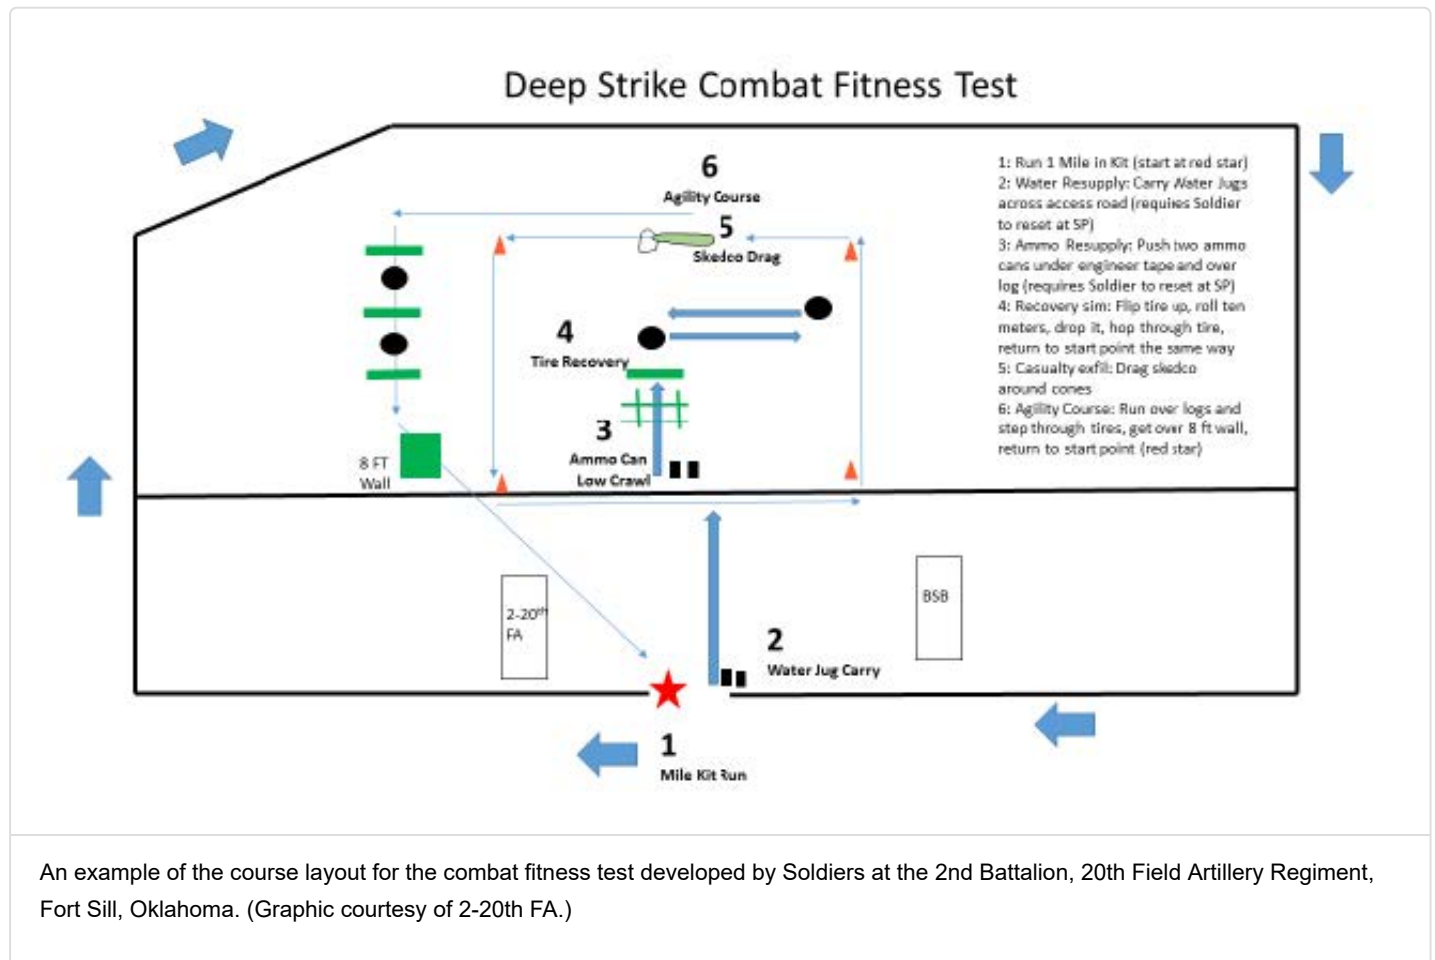 Deep Strike Combat Fitness Test
6
Agility Course
5
Skedco Drag
4
Tire Recovery
3
Ammo Can
Low Crawl
8 FT
Wall
1: Run 1 Mile in Kit (start at red star)
2: Water Resupply: Carry Water Jugs
across access road (requires Soldier
to reset at SP)
3: Ammo Resupply: Push two ammo
cans under engineer tape and over
log (requires Soldier to reset at SP)
4: Recovery sim: Flip tire up, roll ten
meters, drop it, hop through tire,
return to start point the same way
5: Casualty exfil: Drag skedco
around cones
6: Agility Course: Run over logs and
step through tires, get over 8 ft wall,
return to start point (red star)
2-20th
FA
BSB
2
Water Jug Carry
1
Mile Kit Run
An example of the course layout for the combat fitness test developed by Soldiers at the 2nd Battalion, 20th Field Artillery Regiment,
Fort Sill, Oklahoma. (Graphic courtesy of 2-20th FA.)